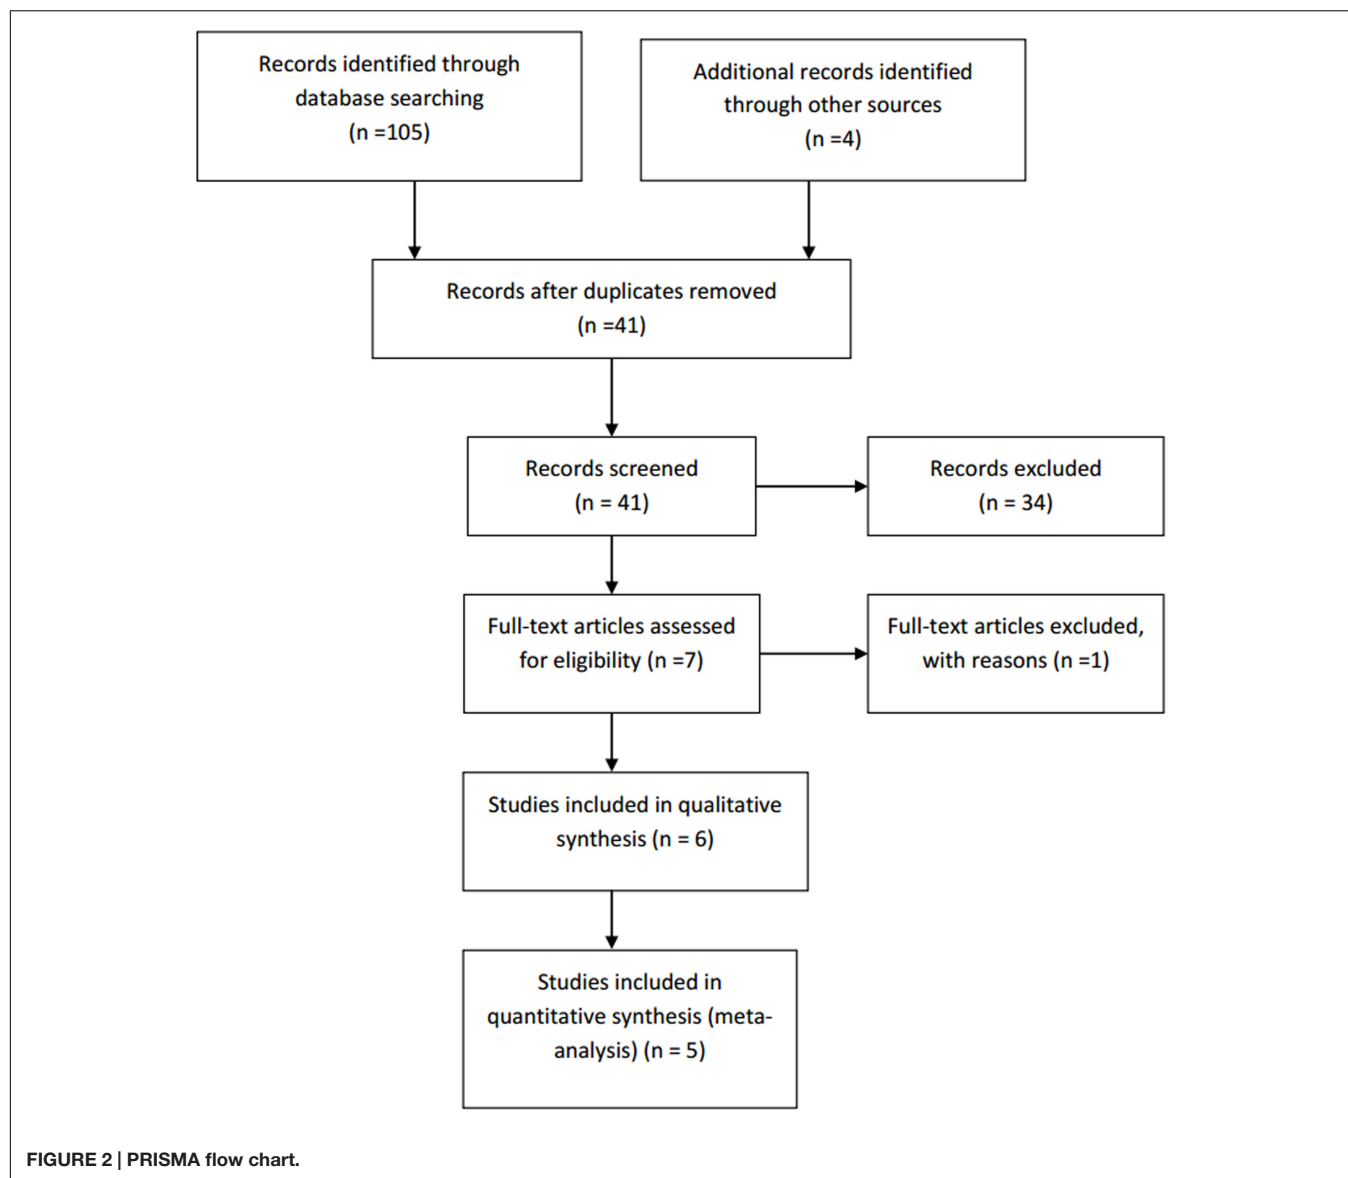 Records identified through
database searching
(n =105)
Additional records identified
through other sources
(n =4)
Records after duplicates removed
(n =41)
Records screened
(n = 41)
Records excluded
(n = 34)
Full-text articles assessed
for eligibility (n =7)
Full-text articles excluded,
with reasons (n =1)
Studies included in qualitative
synthesis (n = 6)
Studies included in
quantitative synthesis (meta-
analysis) (n = 5)
FIGURE 2 | PRISMA flow chart.